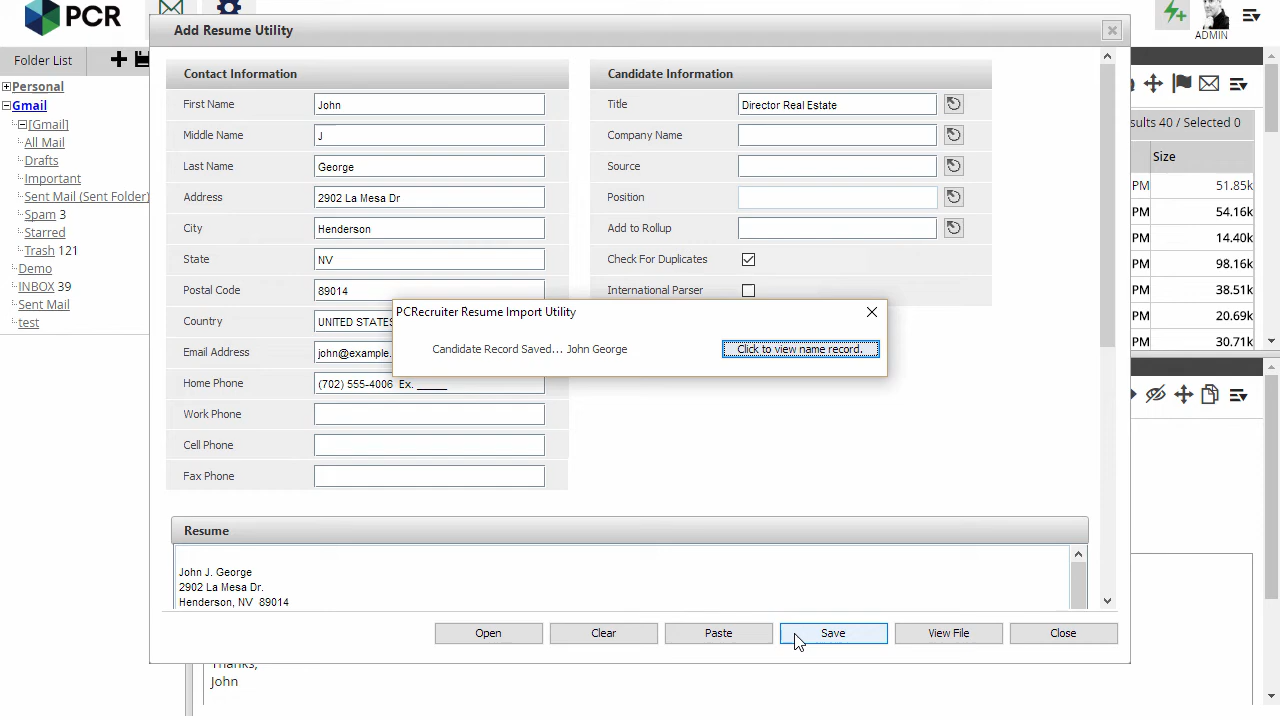 PCR
ADMIN
Add Resume Utility
Folder List
Personal
Gmail
[Gmail]
All Mail
Drafts
Important
Sent Mail (Sent Folder)
Spam 3
Starred
Trash 121
Demo
INBOX 39
Sent Mail
test
Contact Information
First Name John
Middle Name J
Last Name George
Address 2902 La Mesa Dr
City Henderson
State NV
Postal Code 89014
Country UNITED STATES
Email Address john@example.
Home Phone (702) 555-4006 Ex. _____
Work Phone
Cell Phone
Fax Phone
Candidate Information
Title Director Real Estate
Company Name
Source
Position
Add to Rollup
Check For Duplicates
International Parser
PCRecruiter Resume Import Utility
Candidate Record Saved... John George
Click to view name record.
Resume
John J. George
2902 La Mesa Dr.
Henderson, NV 89014
Open Clear Paste Save View File Close
sults 40 / Selected 0
Size
PM 51.85k
PM 54.16k
PM 14.40k
PM 98.16k
PM 38.51k
PM 20.69k
PM 30.71k
Thanks,
John